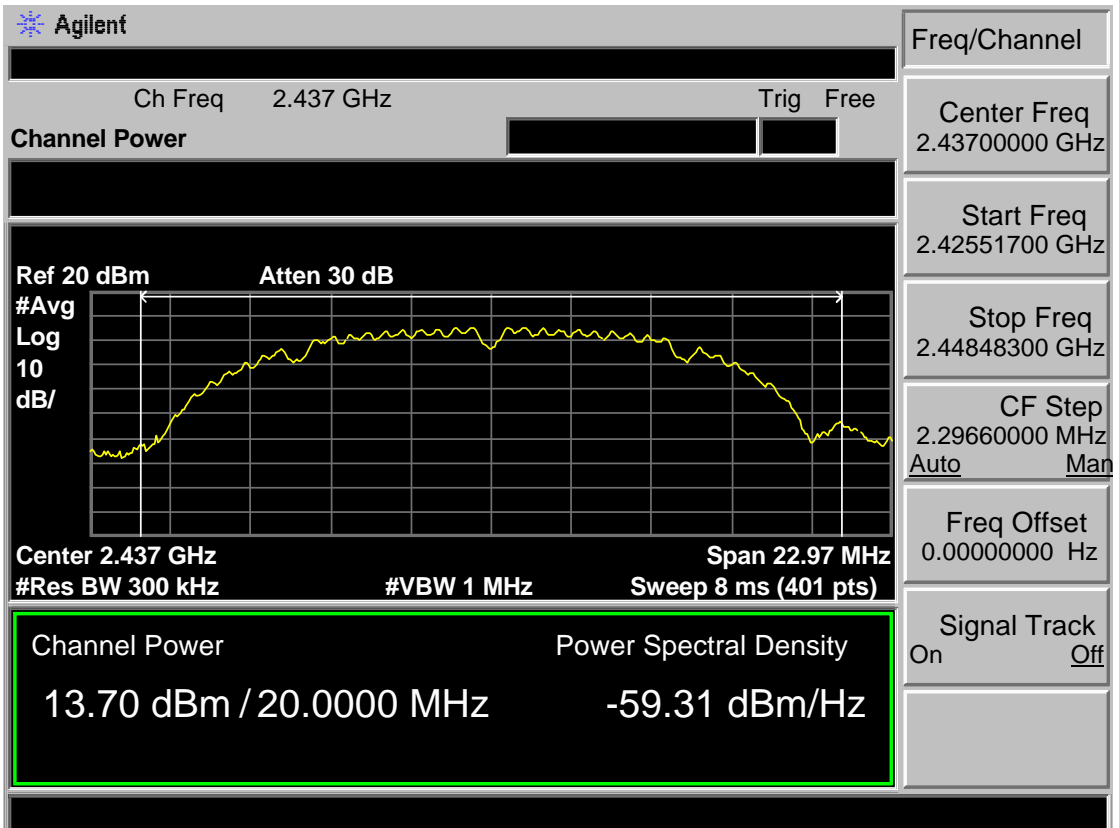 Agilent
Freq/Channel
Ch Freq 2.437 GHz Trig Free
Channel Power
Center Freq
2.43700000 GHz
Start Freq
2.42551700 GHz
Stop Freq
2.44848300 GHz
CF Step
2.29660000 MHz
Auto Man
Freq Offset
0.00000000 Hz
Signal Track
On Off
Ref 20 dBm Atten 30 dB
#Avg
Log
10
dB/
Center 2.437 GHz Span 22.97 MHz
#Res BW 300 kHz #VBW 1 MHz Sweep 8 ms (401 pts)
Channel Power Power Spectral Density
13.70 dBm / 20.0000 MHz -59.31 dBm/Hz